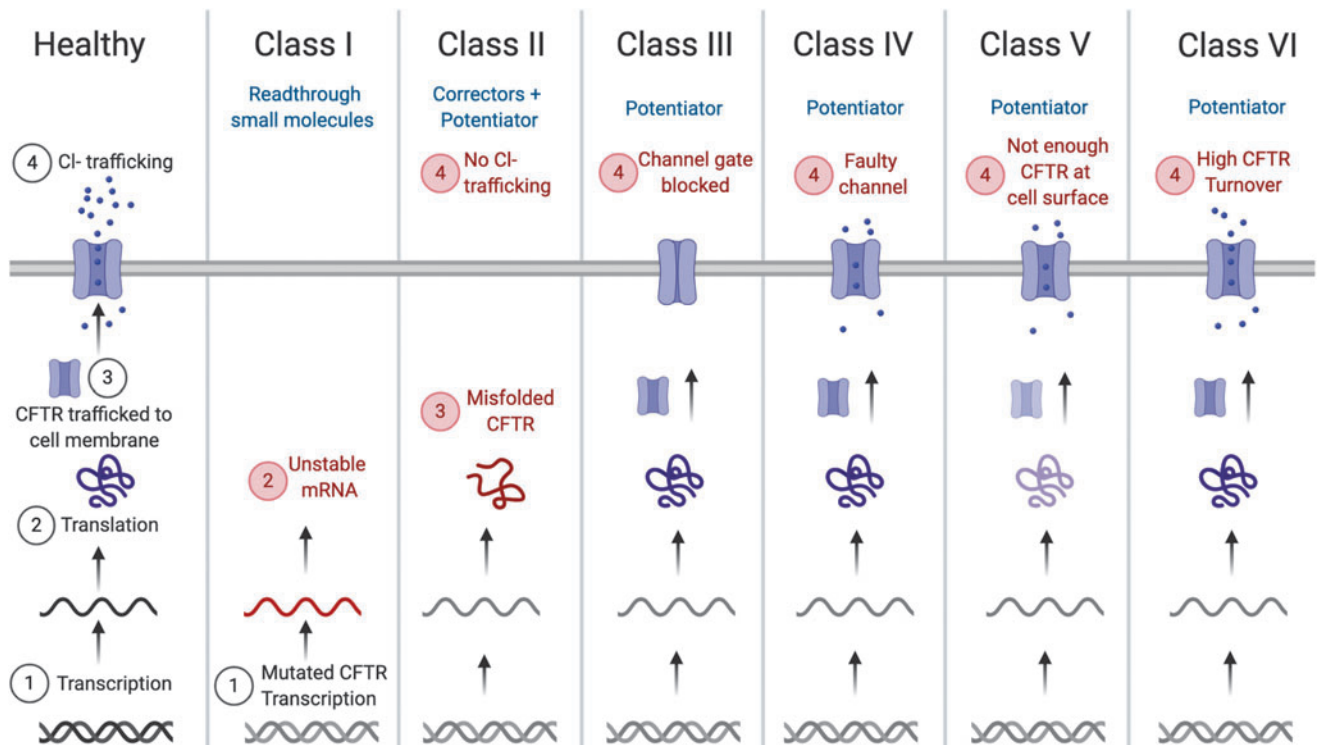 Healthy
4 Cl- trafficking
3
CFTR trafficked to
cell membrane
2 Translation
1 Transcription
Class I
Readthrough
small molecules
2 Unstable
mRNA
1 Mutated CFTR
Transcription
Class II
Correctors +
Potentiator
4 No Cl-
trafficking
3 Misfolded
CFTR
Class III
Potentiator
4 Channel gate
blocked
Class IV
Potentiator
4 Faulty
channel
Class V
Potentiator
4 Not enough
CFTR at
cell surface
Class VI
Potentiator
4 High CFTR
Turnover